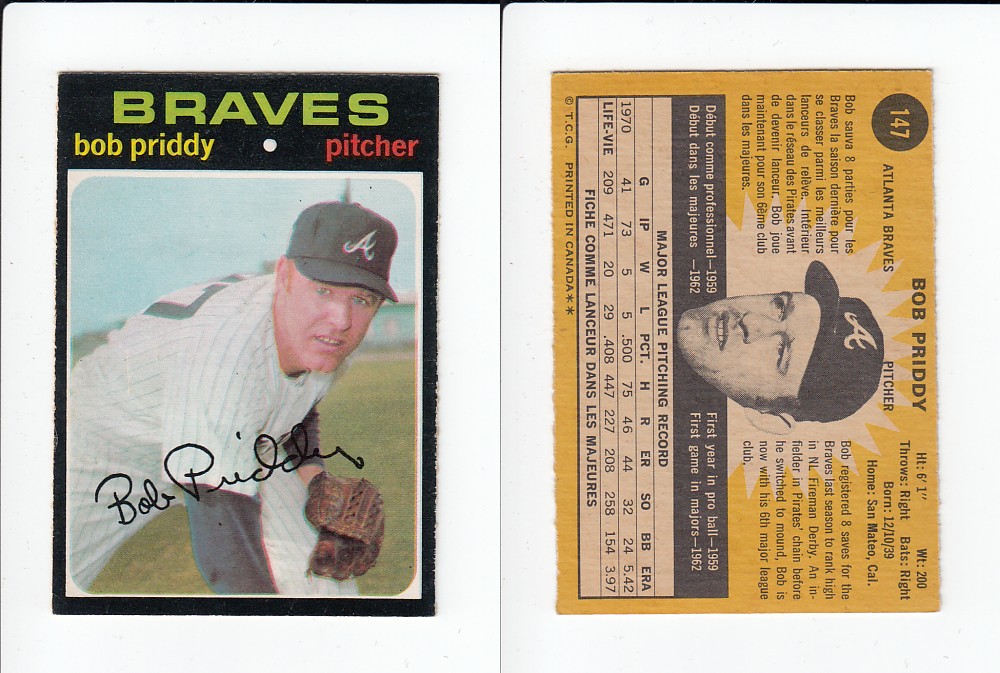 BRAVES
bob priddy • pitcher
A
Bob Priddy
147
BOB PRIDDY
ATLANTA BRAVES PITCHER
Ht: 6' 1" Wt: 200
Throws: Right Bats: Right
Born: 12/10/39
Home: San Mateo, Cal.
Bob sauva 8 parties pour les
Braves la saison dernière pour
se classer parmi les meilleurs
lanceurs de relève. Intérieur
dans le réseau des Pirates avant
de devenir lanceur, Bob joue
maintenant pour son 6ème club
dans les majeures.
A
Bob registered 8 saves for the
Braves last season to rank high
in NL Fireman Derby. An in-
fielder in Pirates' chain before
he switched to mound, Bob is
now with his 6th major league
club.
Début comme professionnel—1959
Début dans les majeures —1962
First year in pro ball—1959
First game in majors—1962
MAJOR LEAGUE PITCHING RECORD
G IP W L PCT. H R ER SO BB ERA
1970 41 73 5 5 .500 75 46 44 32 24 5.42
LIFE-VIE 209 471 20 29 .408 447 227 208 258 154 3.97
FICHE COMME LANCEUR DANS LES MAJEURES
© T.C.G. PRINTED IN CANADA**